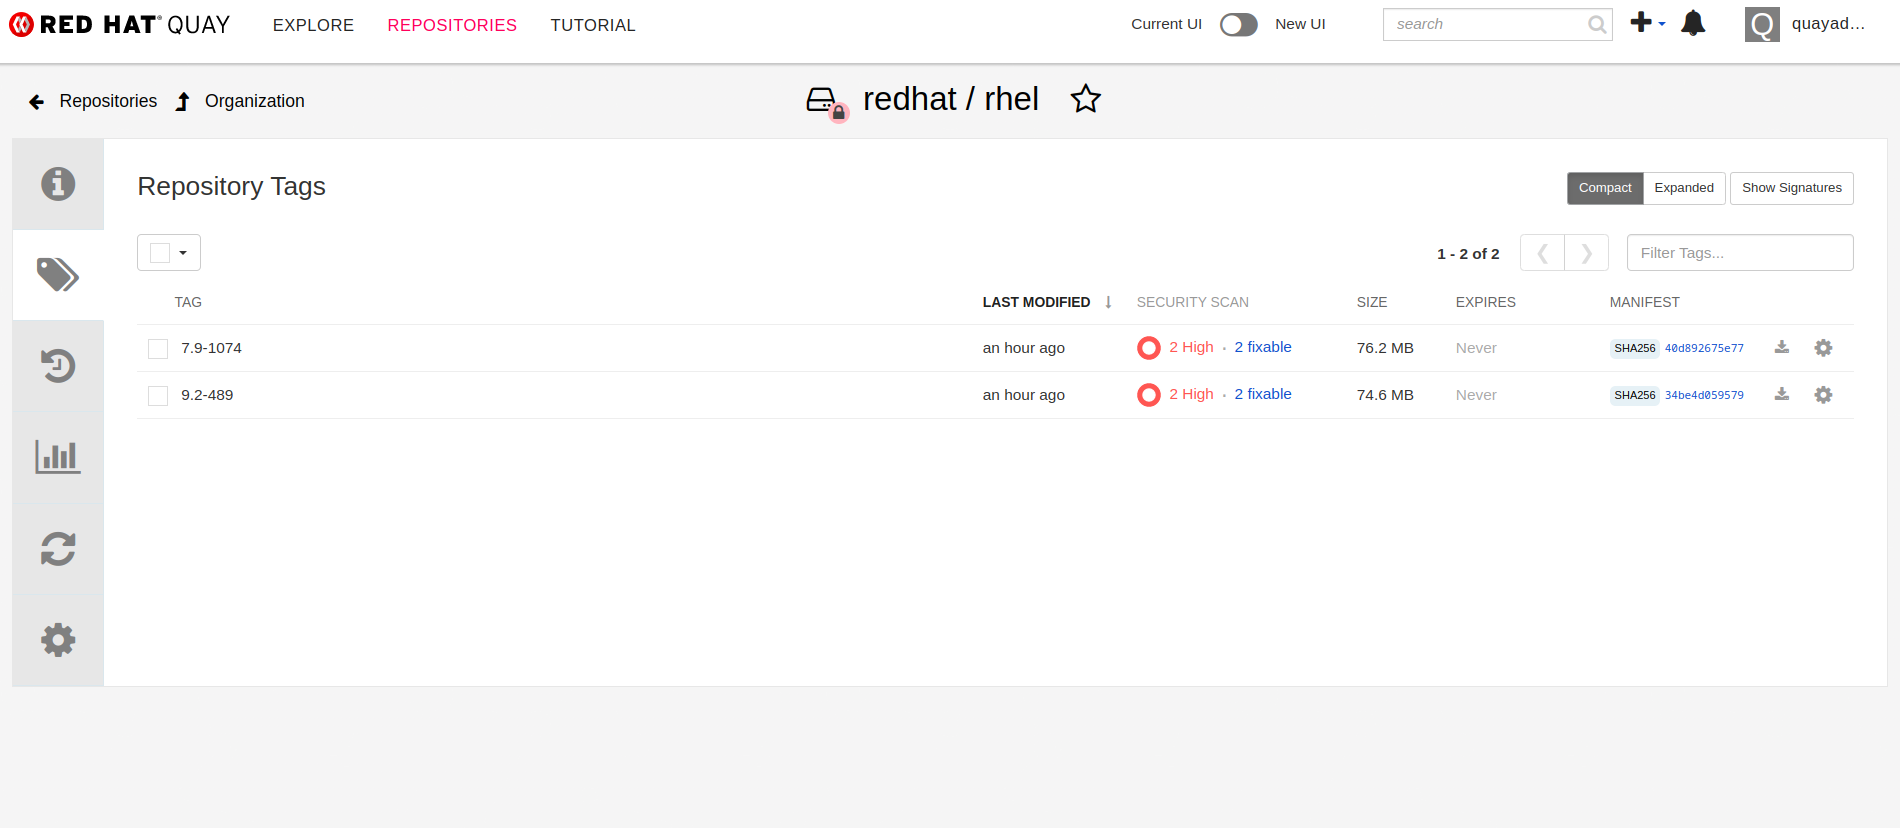 RED HAT® QUAY EXPLORE REPOSITORIES TUTORIAL Current UI New UI search Q quayad...
Repositories Organization redhat / rhel
Repository Tags Compact Expanded Show Signatures
1 - 2 of 2 Filter Tags...
TAG LAST MODIFIED SECURITY SCAN SIZE EXPIRES MANIFEST
7.9-1074 an hour ago 2 High · 2 fixable 76.2 MB Never SHA256 40d892675e77
9.2-489 an hour ago 2 High · 2 fixable 74.6 MB Never SHA256 34be4d059579